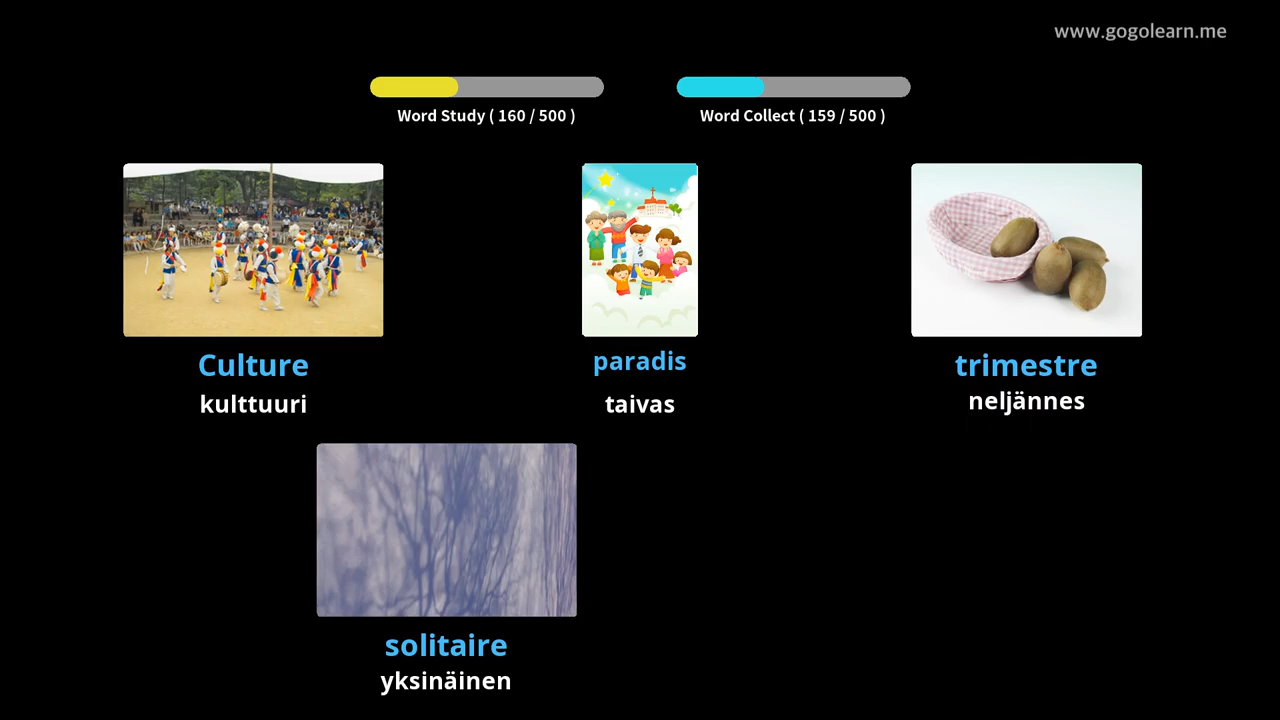 www.gogolearn.me
Word Study ( 160 / 500 )
Word Collect ( 159 / 500 )
Culture
kulttuuri
paradis
taivas
trimestre
neljännes
solitaire
yksinäinen